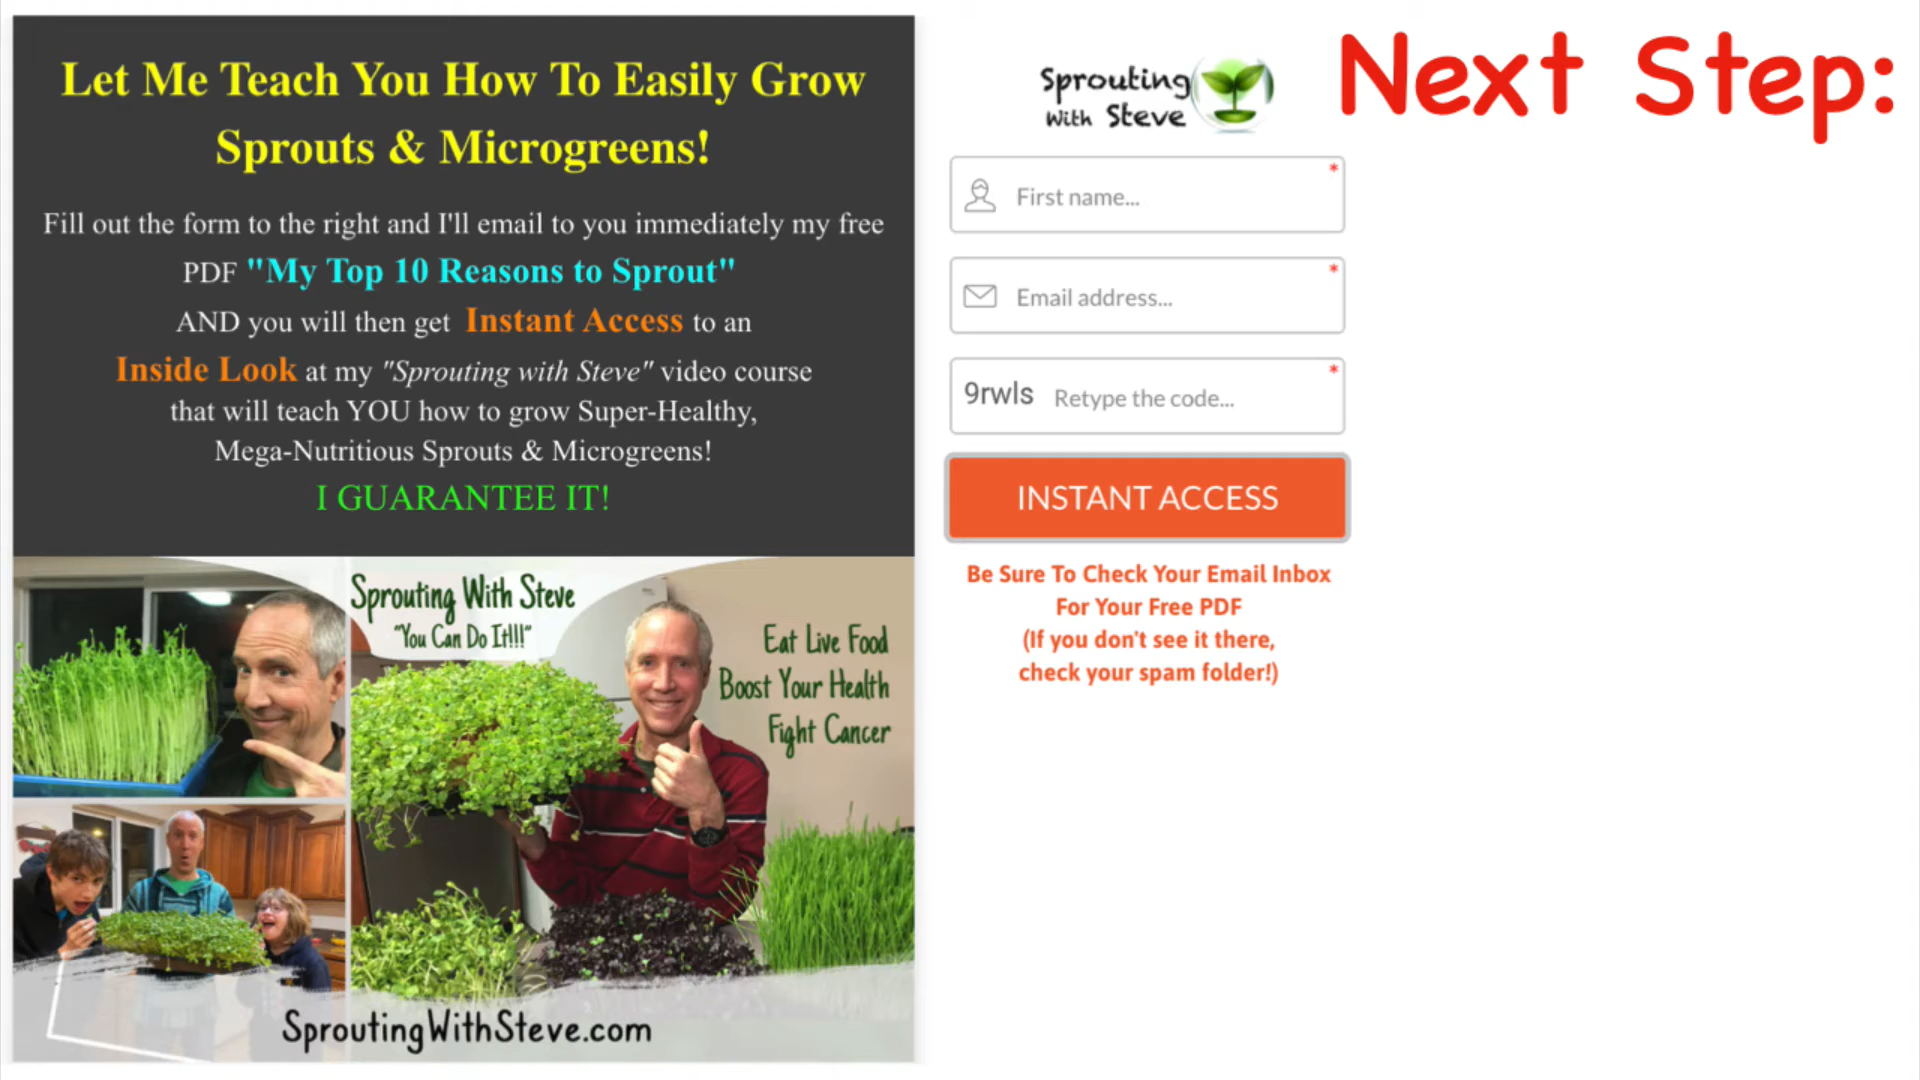 Let Me Teach You How To Easily Grow
Sprouts & Microgreens!
Fill out the form to the right and I'll email to you immediately my free
PDF "My Top 10 Reasons to Sprout"
AND you will then get Instant Access to an
Inside Look at my "Sprouting with Steve" video course
that will teach YOU how to grow Super-Healthy,
Mega-Nutritious Sprouts & Microgreens!
I GUARANTEE IT!
Sprouting With Steve
"You Can Do It!!!"
Eat Live Food
Boost Your Health
Fight Cancer
SproutingWithSteve.com
Sprouting
With Steve
Next Step:
First name... *
Email address... *
9rwls Retype the code... *
INSTANT ACCESS
Be Sure To Check Your Email Inbox
For Your Free PDF
(If you don't see it there,
check your spam folder!)